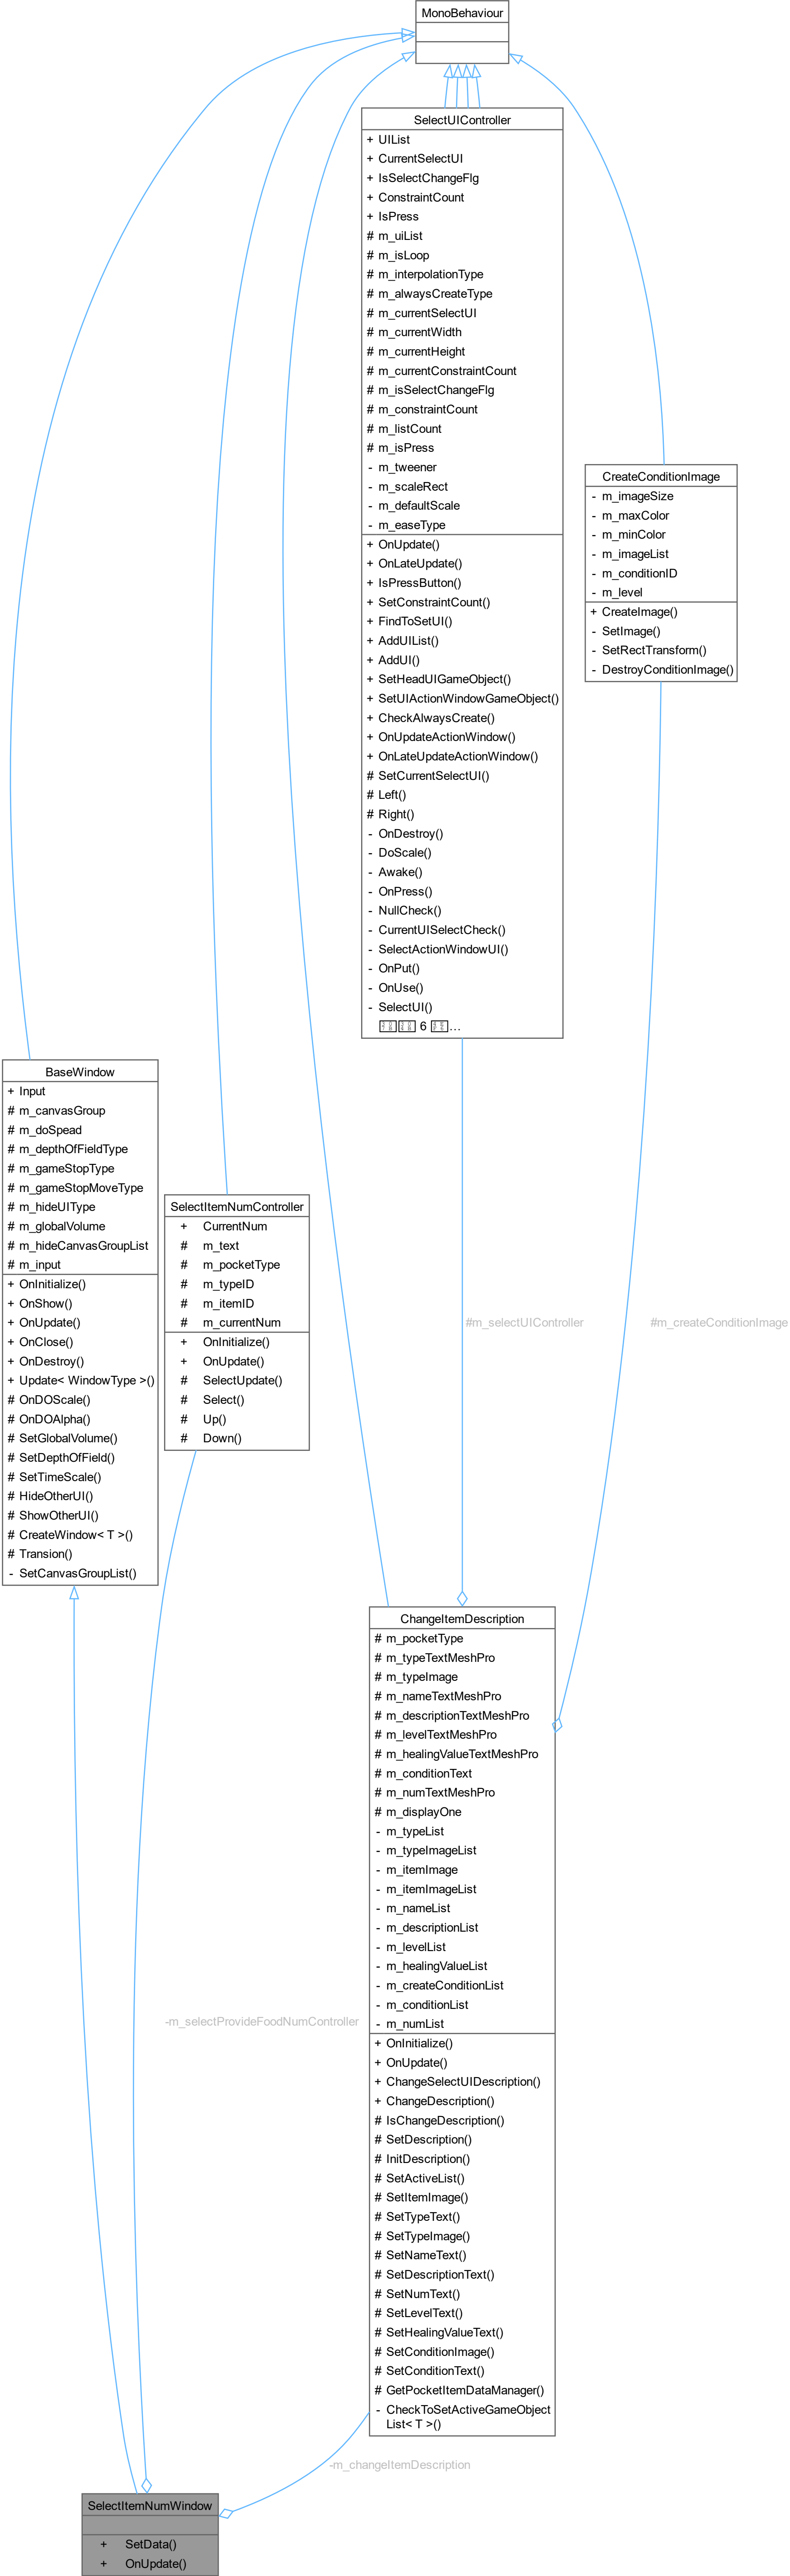 MonoBehaviour
SelectUIController
+ UIList
+ CurrentSelectUI
+ IsSelectChangeFlg
+ ConstraintCount
+ IsPress
# m_uiList
# m_isLoop
# m_interpolationType
# m_alwaysCreateType
# m_currentSelectUI
# m_currentWidth
# m_currentHeight
# m_currentConstraintCount
# m_isSelectChangeFlg
# m_constraintCount
# m_listCount
# m_isPress
- m_tweener
- m_scaleRect
- m_defaultScale
- m_easeType
+ OnUpdate()
+ OnLateUpdate()
+ IsPressButton()
+ SetConstraintCount()
+ FindToSetUI()
+ AddUIList()
+ AddUI()
+ SetHeadUIGameObject()
+ SetUIActionWindowGameObject()
+ CheckAlwaysCreate()
+ OnUpdateActionWindow()
+ OnLateUpdateActionWindow()
# SetCurrentSelectUI()
# Left()
# Right()
- OnDestroy()
- DoScale()
- Awake()
- OnPress()
- NullCheck()
- CurrentUISelectCheck()
- SelectActionWindowUI()
- OnPut()
- OnUse()
- SelectUI()
6 ...
CreateConditionImage
- m_imageSize
- m_maxColor
- m_minColor
- m_imageList
- m_conditionID
- m_level
+ CreateImage()
- SetImage()
- SetRectTransform()
- DestroyConditionImage()
BaseWindow
+ Input
# m_canvasGroup
# m_doSpead
# m_depthOfFieldType
# m_gameStopType
# m_gameStopMoveType
# m_hideUIType
# m_globalVolume
# m_hideCanvasGroupList
# m_input
+ OnInitialize()
+ OnShow()
+ OnUpdate()
+ OnClose()
+ OnDestroy()
+ Update< WindowType >()
# OnDOScale()
# OnDOAlpha()
# SetGlobalVolume()
# SetDepthOfField()
# SetTimeScale()
# HideOtherUI()
# ShowOtherUI()
# CreateWindow< T >()
# Transion()
- SetCanvasGroupList()
SelectItemNumController
+ CurrentNum
# m_text
# m_pocketType
# m_typeID
# m_itemID
# m_currentNum
+ OnInitialize()
+ OnUpdate()
# SelectUpdate()
# Select()
# Up()
# Down()
#m_selectUIController
#m_createConditionImage
ChangeItemDescription
# m_pocketType
# m_typeTextMeshPro
# m_typeImage
# m_nameTextMeshPro
# m_descriptionTextMeshPro
# m_levelTextMeshPro
# m_healingValueTextMeshPro
# m_conditionText
# m_numTextMeshPro
# m_displayOne
- m_typeList
- m_typeImageList
- m_itemImage
- m_itemImageList
- m_nameList
- m_descriptionList
- m_levelList
- m_healingValueList
- m_createConditionList
- m_conditionList
- m_numList
+ OnInitialize()
+ OnUpdate()
+ ChangeSelectUIDescription()
+ ChangeDescription()
# IsChangeDescription()
# SetDescription()
# InitDescription()
# SetActiveList()
# SetItemImage()
# SetTypeText()
# SetTypeImage()
# SetNameText()
# SetDescriptionText()
# SetNumText()
# SetLevelText()
# SetHealingValueText()
# SetConditionImage()
# SetConditionText()
# GetPocketItemDataManager()
- CheckToSetActiveGameObject
List< T >()
-m_selectProvideFoodNumController
-m_changeItemDescription
SelectItemNumWindow
+ SetData()
+ OnUpdate()